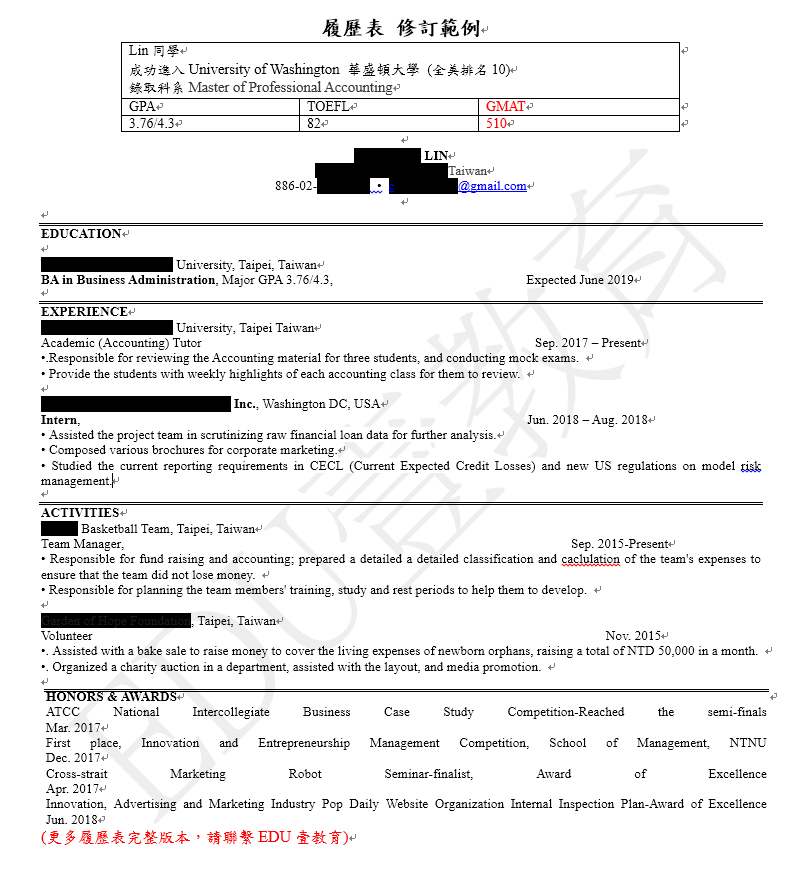 履歷表 修訂範例
Lin 同學
成功進入 University of Washington 華盛頓大學 (全美排名 10)
錄取科系 Master of Professional Accounting
GPA TOEFL GMAT
3.76/4.3 82 510
LIN
Taiwan
886-02- • @gmail.com
EDUCATION
University, Taipei, Taiwan
BA in Business Administration, Major GPA 3.76/4.3, Expected June 2019
EXPERIENCE
University, Taipei Taiwan
Academic (Accounting) Tutor Sep. 2017 – Present
•.Responsible for reviewing the Accounting material for three students, and conducting mock exams.
• Provide the students with weekly highlights of each accounting class for them to review.
Inc., Washington DC, USA
Intern, Jun. 2018 – Aug. 2018
• Assisted the project team in scrutinizing raw financial loan data for further analysis.
• Composed various brochures for corporate marketing.
• Studied the current reporting requirements in CECL (Current Expected Credit Losses) and new US regulations on model risk
management.
ACTIVITIES
Basketball Team, Taipei, Taiwan
Team Manager, Sep. 2015-Present
• Responsible for fund raising and accounting; prepared a detailed a detailed classification and caclulation of the team's expenses to
ensure that the team did not lose money.
• Responsible for planning the team members' training, study and rest periods to help them to develop.
Garden of Hope Foundation, Taipei, Taiwan
Volunteer Nov. 2015
•. Assisted with a bake sale to raise money to cover the living expenses of newborn orphans, raising a total of NTD 50,000 in a month.
•. Organized a charity auction in a department, assisted with the layout, and media promotion.
HONORS & AWARDS
ATCC National Intercollegiate Business Case Study Competition-Reached the semi-finals
Mar. 2017
First place, Innovation and Entrepreneurship Management Competition, School of Management, NTNU
Dec. 2017
Cross-strait Marketing Robot Seminar-finalist, Award of Excellence
Apr. 2017
Innovation, Advertising and Marketing Industry Pop Daily Website Organization Internal Inspection Plan-Award of Excellence
Jun. 2018
(更多履歷表完整版本，請聯繫 EDU 壹教育)
EDU壹教育